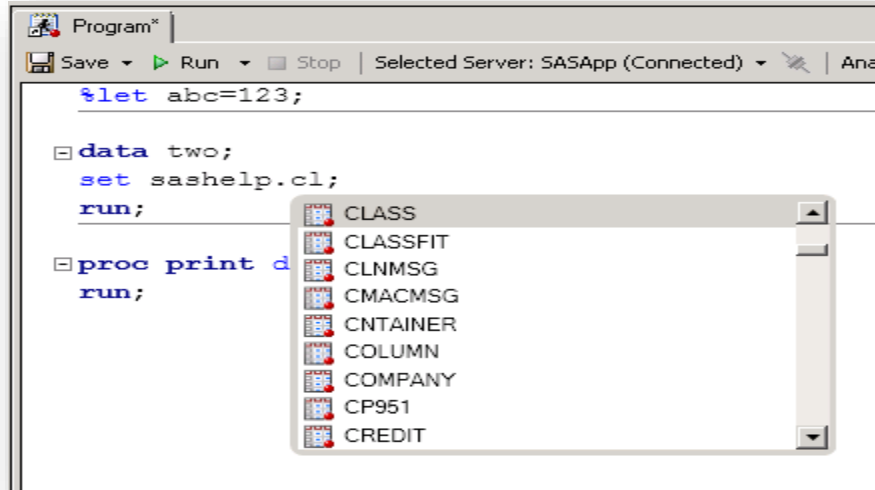 Program*
Save Run Stop Selected Server: SASApp (Connected) Ana
%let abc=123;
data two;
set sashelp.cl;
run;
CLASS
CLASSFIT
CLNMSG
CMACMSG
CNTAINER
COLUMN
COMPANY
CP951
CREDIT
proc print d
run;